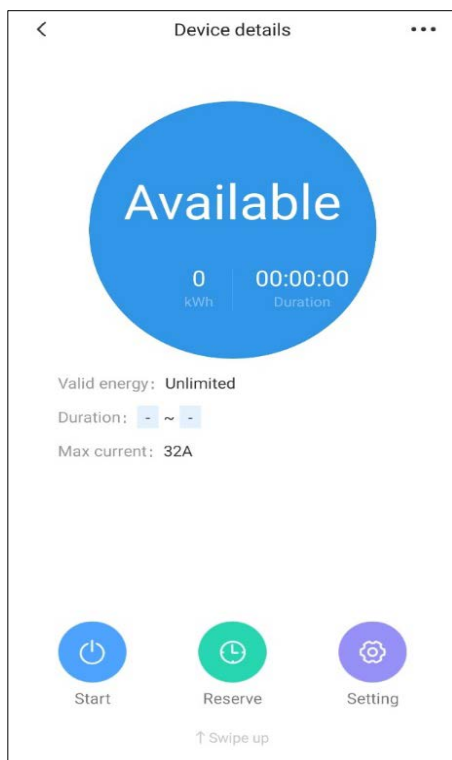 Device details
Available
0 00:00:00
kWh Duration
Valid energy: Unlimited
Duration: - ~ -
Max current: 32A
Start Reserve Setting
↑ Swipe up